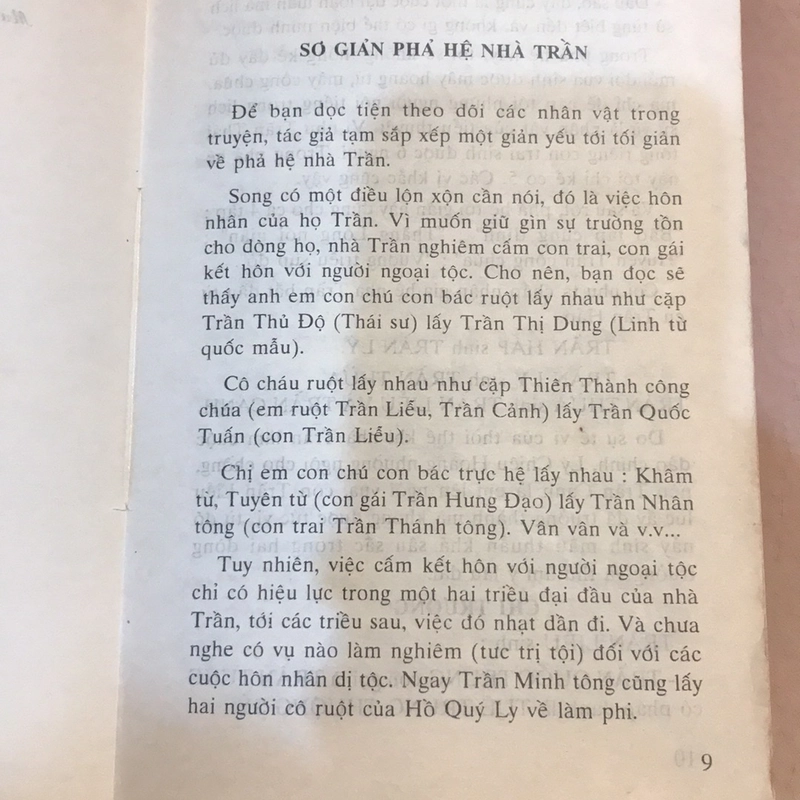 SƠ GIẢN PHẢ HỆ NHÀ TRẦN
Để bạn đọc tiện theo dõi các nhân vật trong
truyện, tác giả tạm sắp xếp một giản yếu tới tối giản
về phả hệ nhà Trần.
Song có một điều lộn xộn cần nói, đó là việc hôn
nhân của họ Trần. Vì muốn giữ gìn sự trường tồn
cho dòng họ, nhà Trần nghiêm cấm con trai, con gái
kết hôn với người ngoại tộc. Cho nên, bạn đọc sẽ
thấy anh em con chú con bác ruột lấy nhau như cặp
Trần Thủ Độ (Thái sư) lấy Trần Thị Dung (Linh từ
quốc mẫu).
Cô cháu ruột lấy nhau như cặp Thiên Thành công
chúa (em ruột Trần Liễu, Trần Cảnh) lấy Trần Quốc
Tuấn (con Trần Liễu).
Chị em con chú con bác trực hệ lấy nhau : Khâm
từ, Tuyên từ (con gái Trần Hưng Đạo) lấy Trần Nhân
tông (con trai Trần Thánh tông). Vân vân và v.v...
Tuy nhiên, việc cấm kết hôn với người ngoại tộc
chỉ có hiệu lực trong một hai triều đại đầu của nhà
Trần, tới các triều sau, việc đó nhạt dần đi. Và chưa
nghe có vụ nào làm nghiêm (tưc trị tội) đối với các
cuộc hôn nhân dị tộc. Ngay Trần Minh tông cũng lấy
hai người cô ruột của Hồ Quý Ly về làm phi.
9